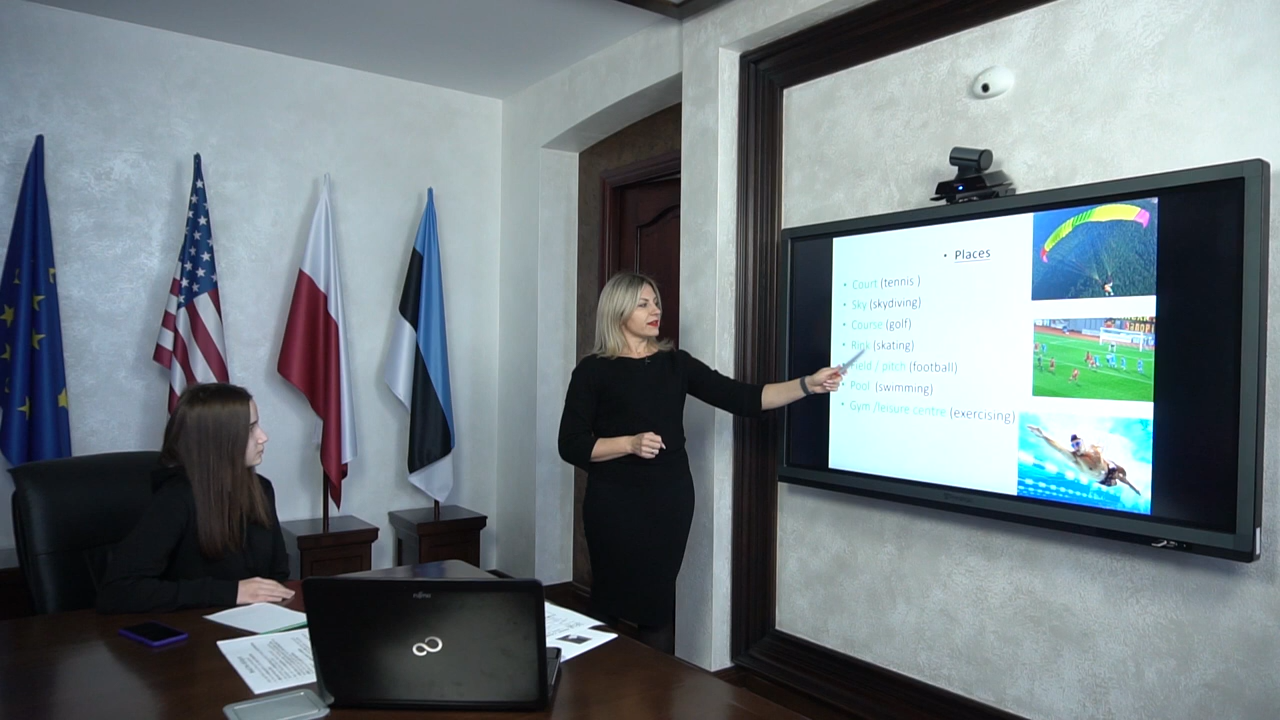 • Places
• Court (tennis )
• Sky (skydiving)
• Course (golf)
• Rink (skating)
• Field / pitch (football)
• Pool (swimming)
• Gym /leisure centre (exercising)
FUJITSU